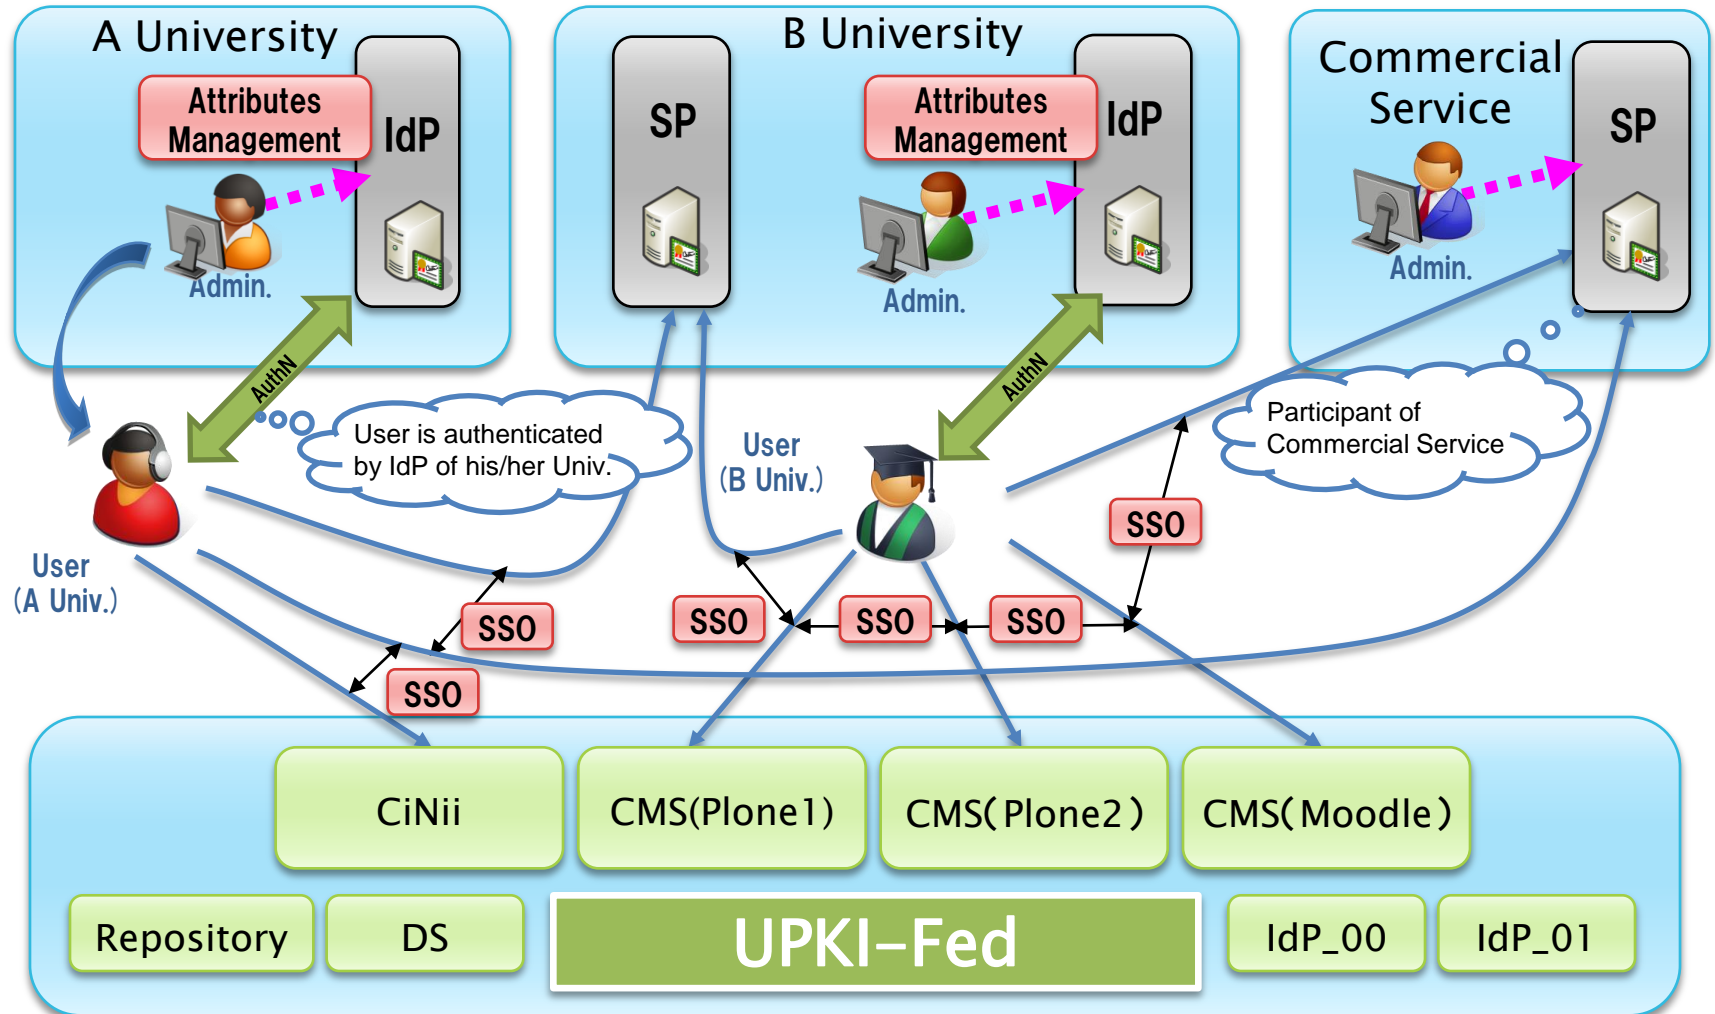 A University
Attributes
Management
IdP
Admin.
B University
SP
Attributes
Management
IdP
Admin.
Commercial
Service
SP
Admin.
AuthN
AuthN
User is authenticated
by IdP of his/her Univ.
User
(B Univ.)
Participant of
Commercial Service
User
(A Univ.)
SSO
SSO
SSO
SSO
SSO
SSO
CiNii
CMS(Plone1)
CMS(Plone2)
CMS(Moodle)
Repository
DS
UPKI-Fed
IdP_00
IdP_01